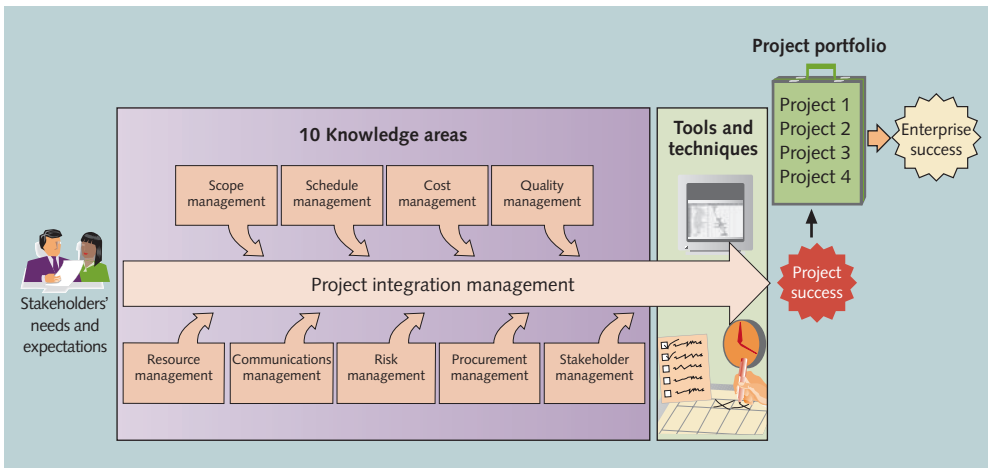 Project portfolio
Project 1
Project 2
Project 3
Project 4
Enterprise
success
10 Knowledge areas
Tools and
techniques
Scope
management
Schedule
management
Cost
management
Quality
management
Stakeholders’
needs and
expectations
Project integration management
Project
success
Resource
management
Communications
management
Risk
management
Procurement
management
Stakeholder
management